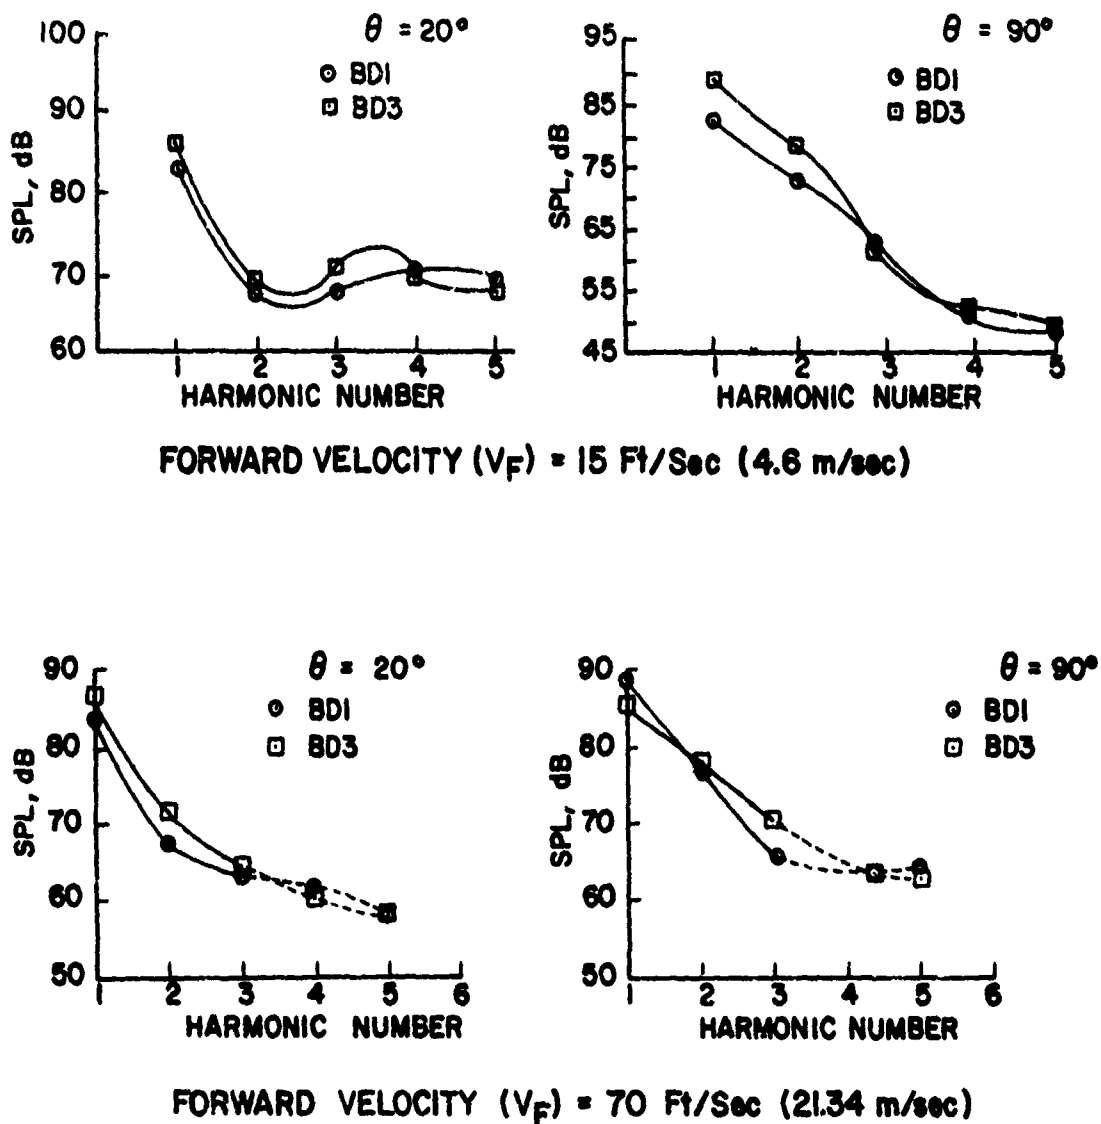 θ = 20°
BD1
BD3
SPL, dB
100
90
80
70
60
1 2 3 4 5
HARMONIC NUMBER
θ = 90°
BD1
BD3
SPL, dB
95
85
75
65
55
45
1 2 3 4 5
HARMONIC NUMBER
FORWARD VELOCITY (VF) = 15 Ft/Sec (4.6 m/sec)
θ = 20°
BD1
BD3
SPL, dB
90
80
70
60
50
1 2 3 4 5 6
HARMONIC NUMBER
θ = 90°
BD1
BD3
SPL, dB
90
80
70
60
50
1 2 3 4 5 6
HARMONIC NUMBER
FORWARD VELOCITY (VF) = 70 Ft/Sec (21.34 m/sec)